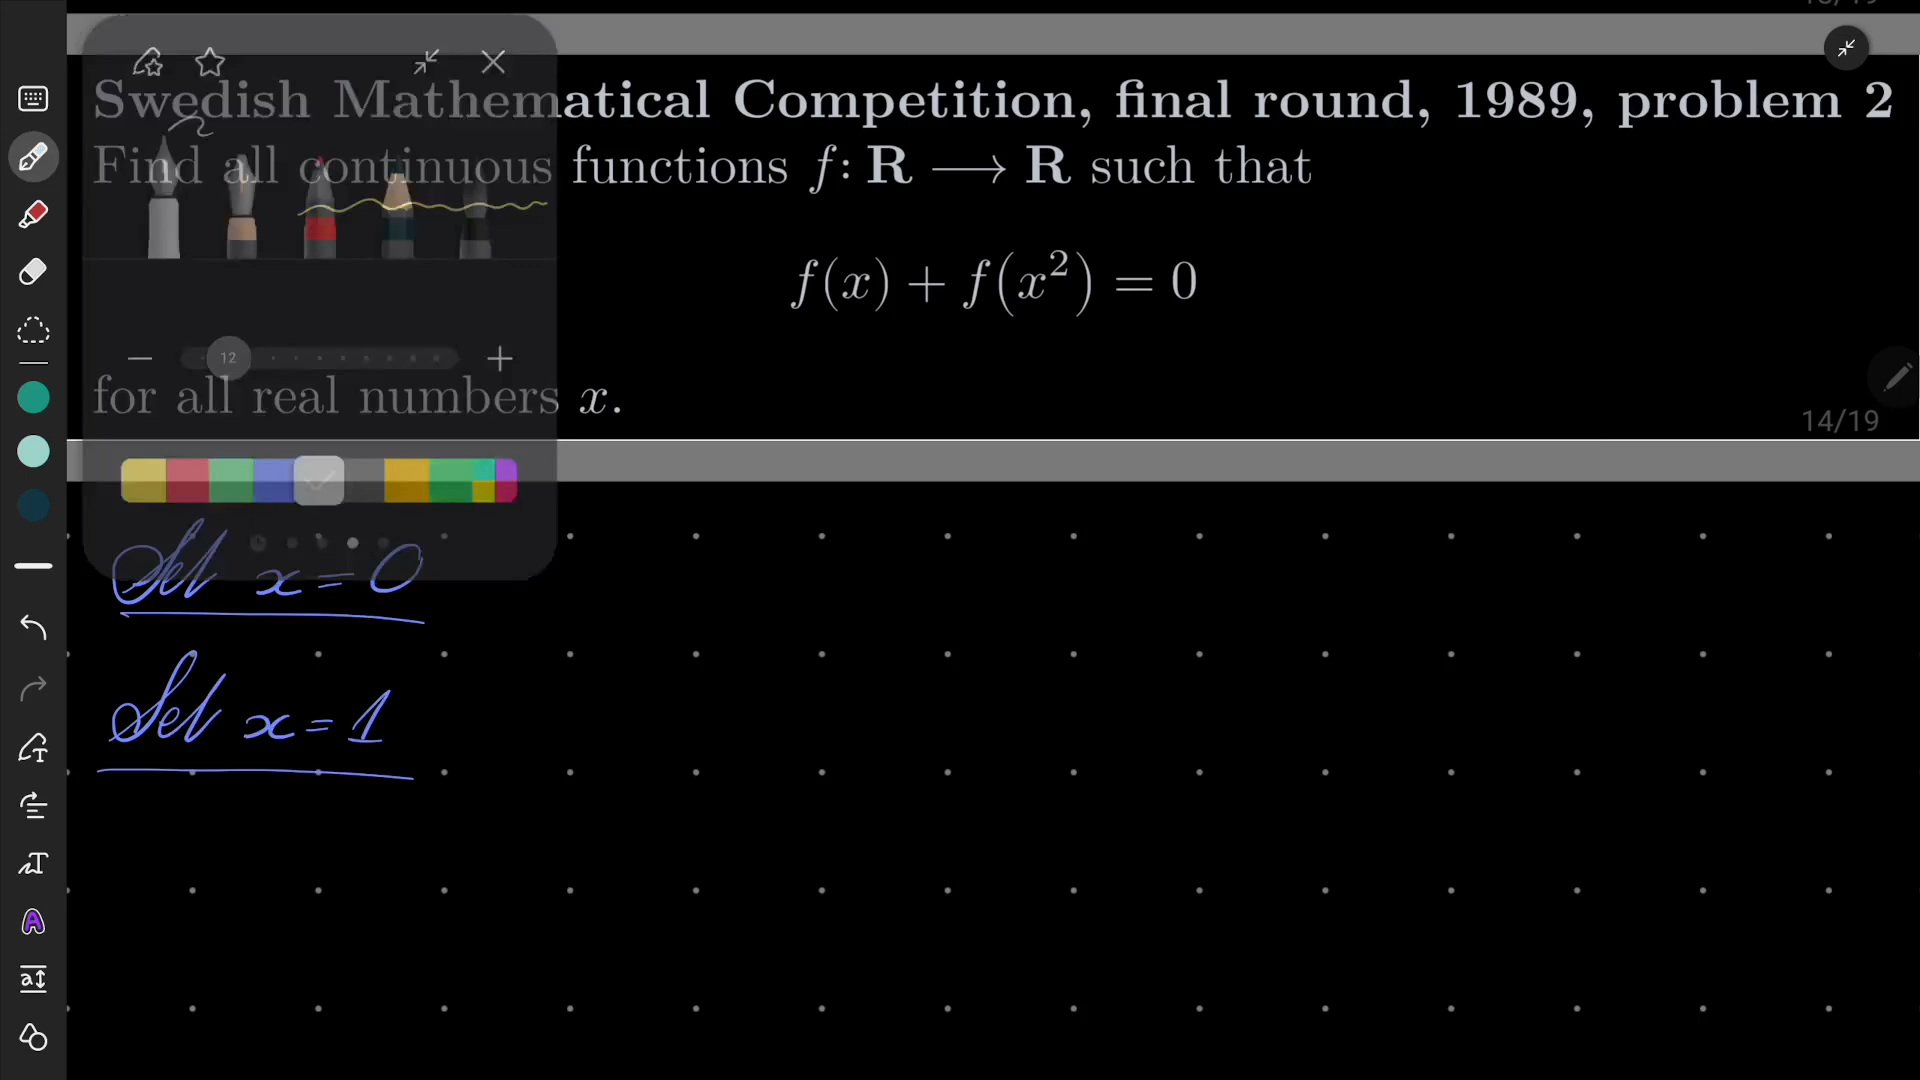 Swedish Mathematical Competition, final round, 1989, problem 2
Find all continuous functions f: R ⟶ R such that
f(x) + f(x²) = 0
12
for all real numbers x.
14/19
Set x = 0
Set x = 1